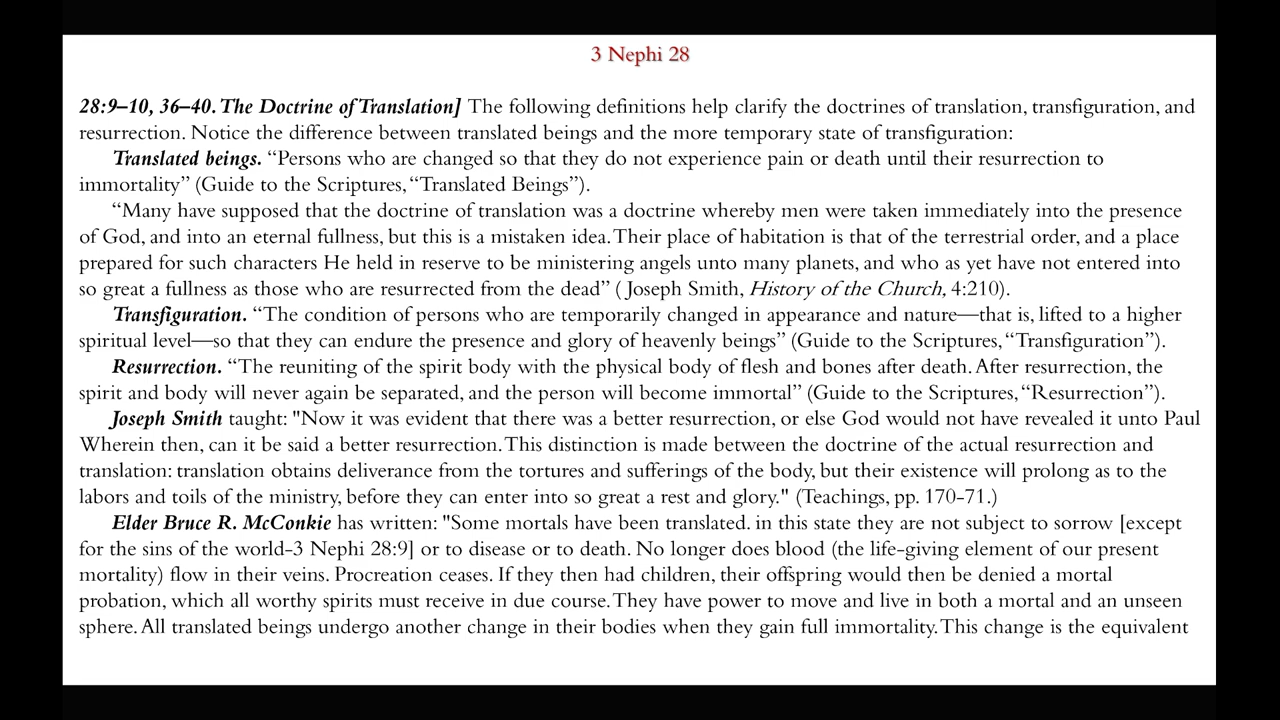 3 Nephi 28
28:9–10, 36–40. The Doctrine of Translation] The following definitions help clarify the doctrines of translation, transfiguration, and
resurrection. Notice the difference between translated beings and the more temporary state of transfiguration:
Translated beings. “Persons who are changed so that they do not experience pain or death until their resurrection to
immortality” (Guide to the Scriptures, “Translated Beings”).
“Many have supposed that the doctrine of translation was a doctrine whereby men were taken immediately into the presence
of God, and into an eternal fullness, but this is a mistaken idea. Their place of habitation is that of the terrestrial order, and a place
prepared for such characters He held in reserve to be ministering angels unto many planets, and who as yet have not entered into
so great a fullness as those who are resurrected from the dead” ( Joseph Smith, History of the Church, 4:210).
Transfiguration. “The condition of persons who are temporarily changed in appearance and nature—that is, lifted to a higher
spiritual level—so that they can endure the presence and glory of heavenly beings” (Guide to the Scriptures, “Transfiguration”).
Resurrection. “The reuniting of the spirit body with the physical body of flesh and bones after death. After resurrection, the
spirit and body will never again be separated, and the person will become immortal” (Guide to the Scriptures, “Resurrection”).
Joseph Smith taught: "Now it was evident that there was a better resurrection, or else God would not have revealed it unto Paul
Wherein then, can it be said a better resurrection. This distinction is made between the doctrine of the actual resurrection and
translation: translation obtains deliverance from the tortures and sufferings of the body, but their existence will prolong as to the
labors and toils of the ministry, before they can enter into so great a rest and glory." (Teachings, pp. 170-71.)
Elder Bruce R. McConkie has written: "Some mortals have been translated. in this state they are not subject to sorrow [except
for the sins of the world-3 Nephi 28:9] or to disease or to death. No longer does blood (the life-giving element of our present
mortality) flow in their veins. Procreation ceases. If they then had children, their offspring would then be denied a mortal
probation, which all worthy spirits must receive in due course. They have power to move and live in both a mortal and an unseen
sphere. All translated beings undergo another change in their bodies when they gain full immortality. This change is the equivalent